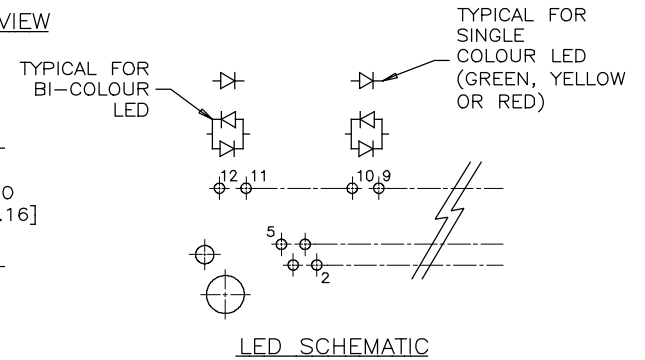 VIEW
TYPICAL FOR
BI-COLOUR
LED
TYPICAL FOR
SINGLE
COLOUR LED
(GREEN, YELLOW
OR RED)
12 11 10 9
0
.16]
5
2
LED SCHEMATIC